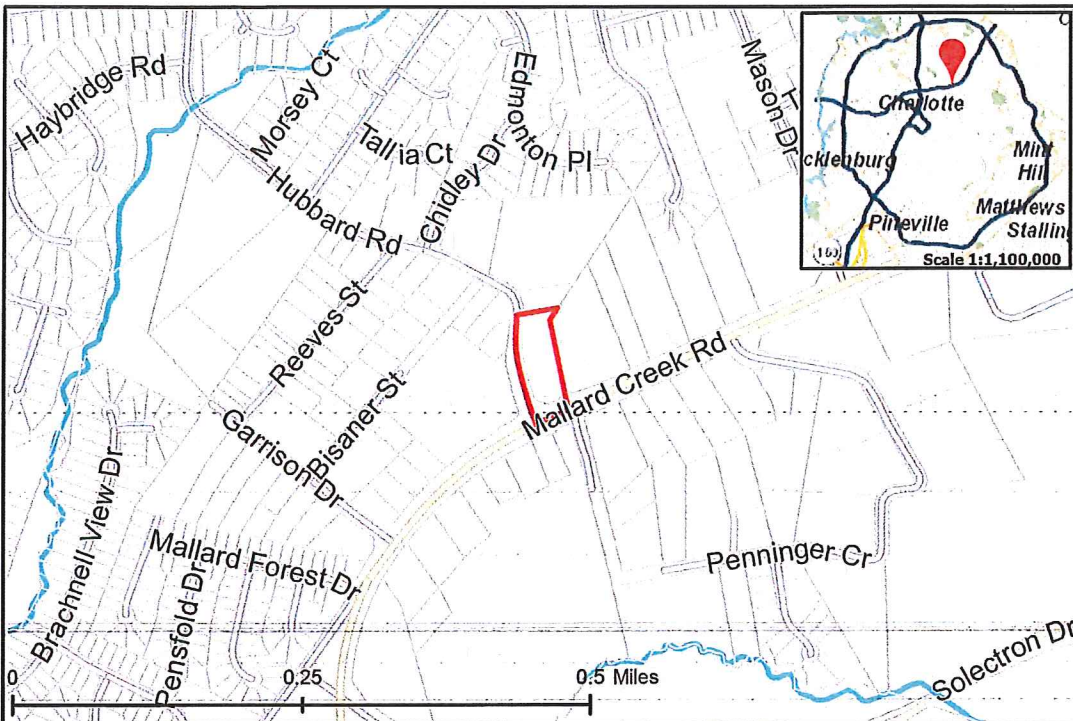 Haybridge Rd
Morsey Ct
Tallia Ct
Edmonton Pl
Chidley Dr
Mason Dr
Hubbard Rd
Reeves St
Bisaner St
Garrison Dr
Mallard Creek Rd
Mallard Forest Dr
Brachnell View Dr
Pensfold Dr
Penninger Cr
Solectron Dr
0
0.25
0.5 Miles
Charlotte
cklenburg
Mint
Hill
Matthews
Stalling
Pineville
Scale 1:1,100,000